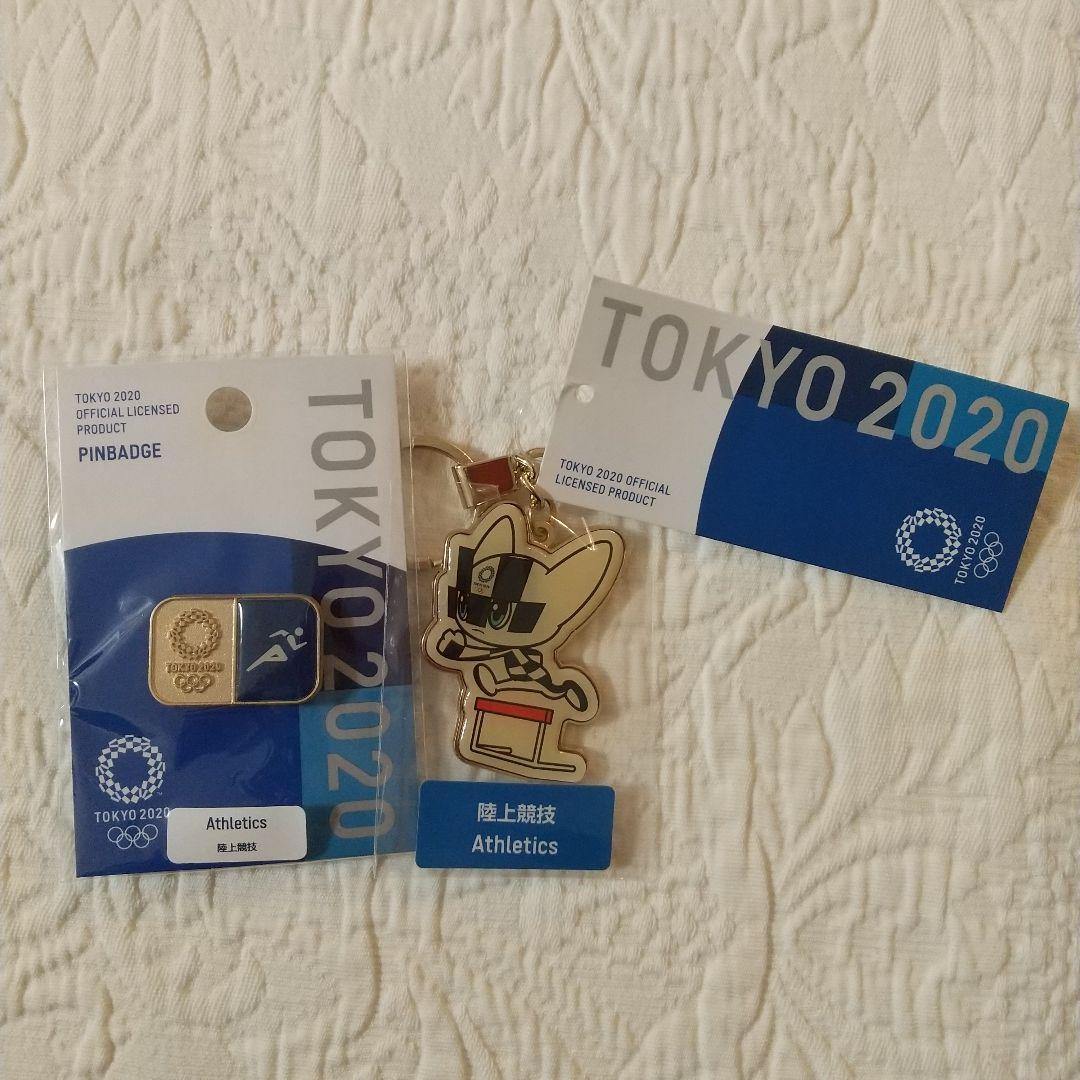 TOKYO 2020
OFFICIAL LICENSED
PRODUCT
PINBADGE
TOKYO 2020
TOKYO 2020
TOKYO 2020
Athletics
陸上競技
陸上競技
Athletics
TOKYO 2020
TOKYO 2020 OFFICIAL
LICENSED PRODUCT
TOKYO 2020